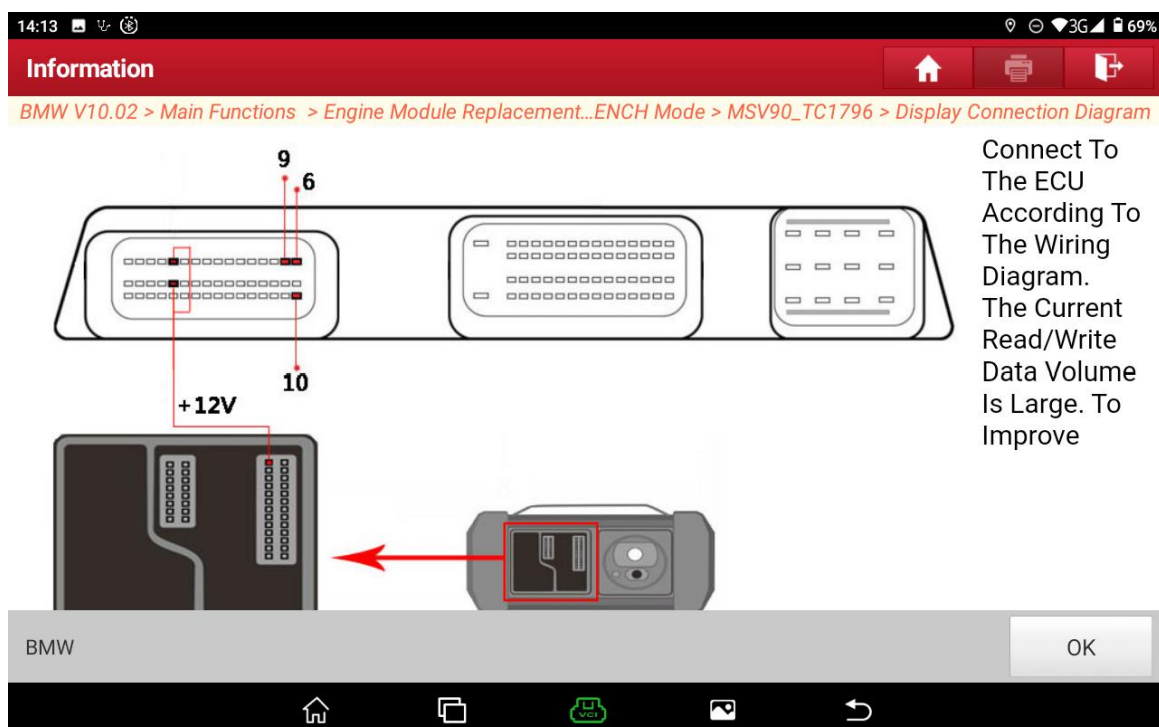 14:13
3G 69%
Information
BMW V10.02 > Main Functions > Engine Module Replacement...ENCH Mode > MSV90_TC1796 > Display Connection Diagram
9
6
10
+12V
Connect To
The ECU
According To
The Wiring
Diagram.
The Current
Read/Write
Data Volume
Is Large. To
Improve
BMW
OK
VCI